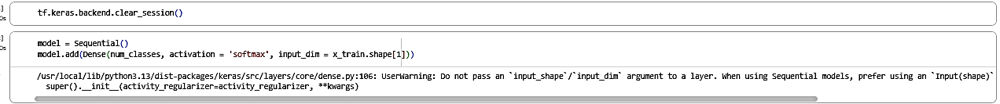 ]
0s
tf.keras.backend.clear_session()
]
0s
model = Sequential()
model.add(Dense(num_classes, activation = 'softmax', input_dim = x_train.shape[1]))
/usr/local/lib/python3.13/dist-packages/keras/src/layers/core/dense.py:106: UserWarning: Do not pass an `input_shape`/`input_dim` argument to a layer. When using Sequential models, prefer using an `Input(shape)`
super().__init__(activity_regularizer=activity_regularizer, **kwargs)